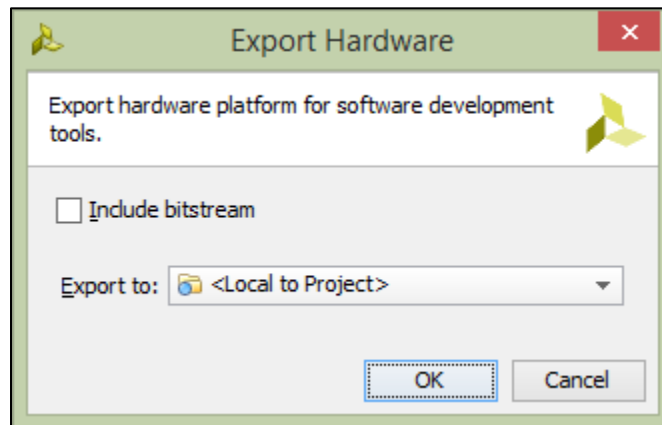 Export Hardware
Export hardware platform for software development
tools.
Include bitstream
Export to: <Local to Project>
OK Cancel